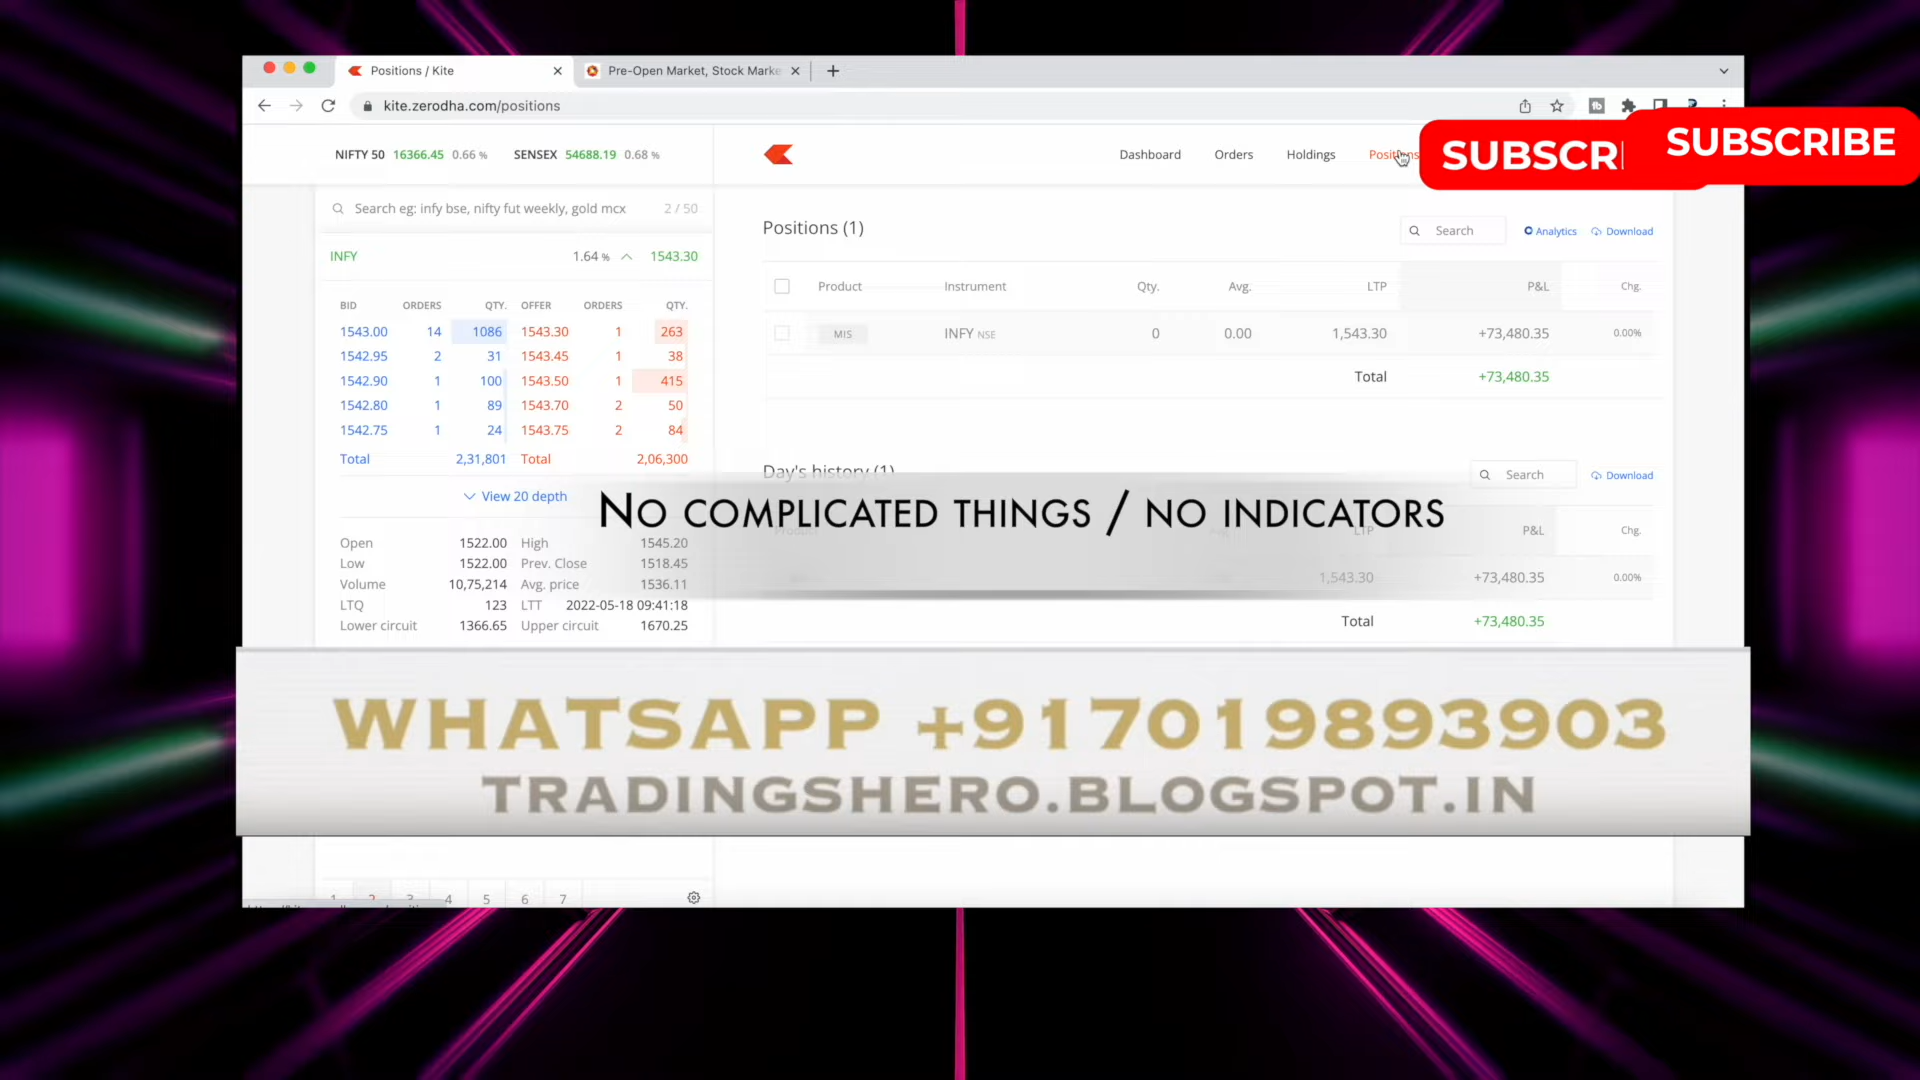 Positions / Kite
Pre-Open Market, Stock Marke
kite.zerodha.com/positions
NIFTY 50 16366.45 0.66 % SENSEX 54688.19 0.68 %
Dashboard Orders Holdings Positions
SUBSCRI
SUBSCRIBE
Search eg: infy bse, nifty fut weekly, gold mcx 2 / 50
INFY 1.64 % 1543.30
BID ORDERS QTY. OFFER ORDERS QTY.
1543.00 14 1086 1543.30 1 263
1542.95 2 31 1543.45 1 38
1542.90 1 100 1543.50 1 415
1542.80 1 89 1543.70 2 50
1542.75 1 24 1543.75 2 84
Total 2,31,801 Total 2,06,300
View 20 depth
Open 1522.00 High 1545.20
Low 1522.00 Prev. Close 1518.45
Volume 10,75,214 Avg. price 1536.11
LTQ 123 LTT 2022-05-18 09:41:18
Lower circuit 1366.65 Upper circuit 1670.25
Positions (1) Search Analytics Download
Product Instrument Qty. Avg. LTP P&L Chg.
MIS INFY NSE 0 0.00 1,543.30 +73,480.35 0.00%
Total +73,480.35
Day's history (1) Search Download
Product LTP P&L Chg.
1,543.30 +73,480.35 0.00%
Total +73,480.35
No complicated things / no indicators
WHATSAPP +917019893903
TRADINGSHERO.BLOGSPOT.IN
1 2 3 4 5 6 7